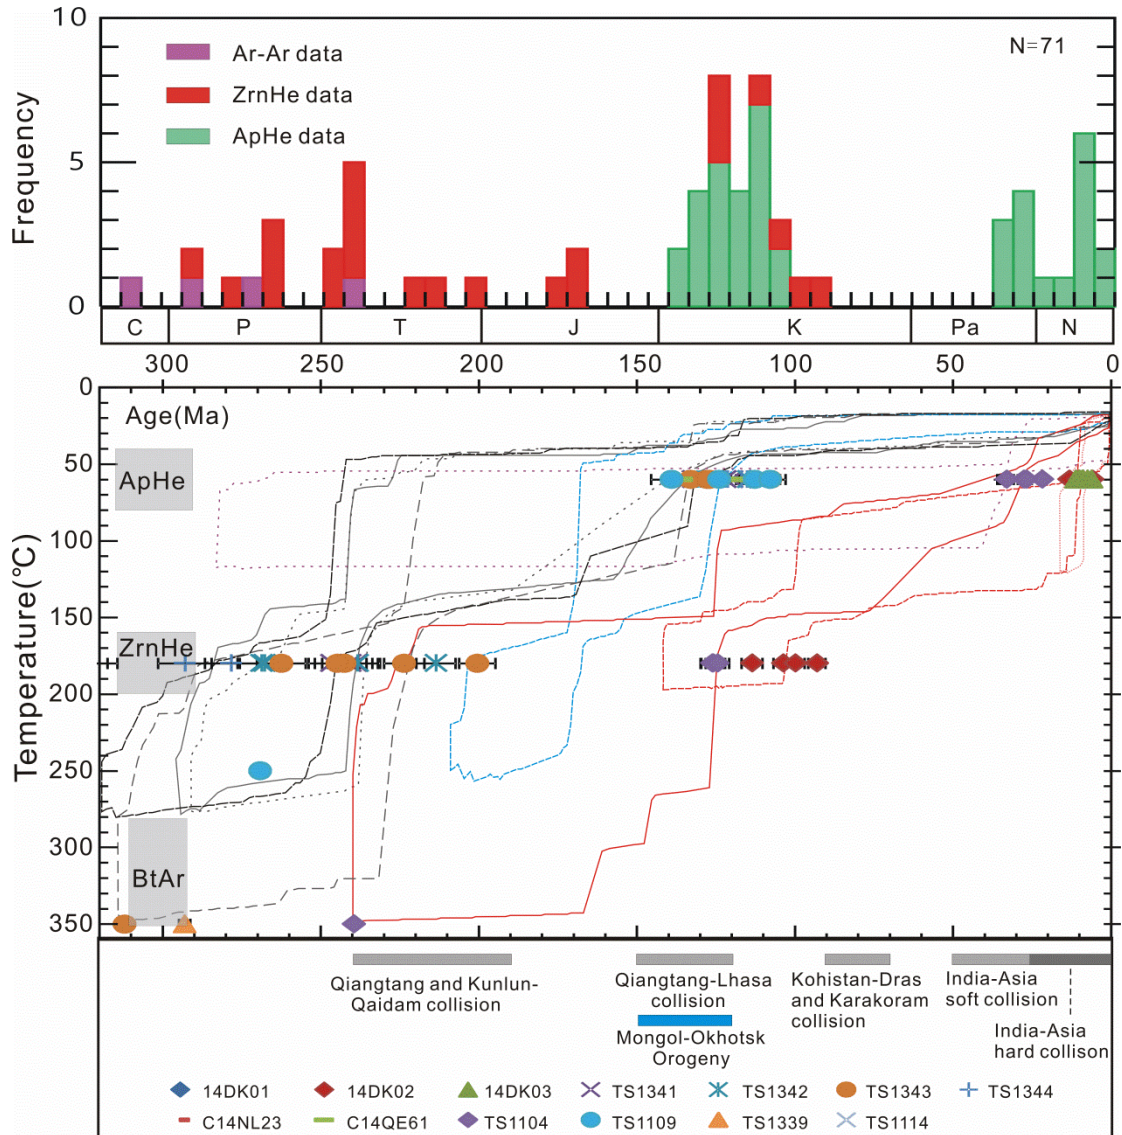 10
Ar-Ar data
N=71
ZrnHe data
ApHe data
5
Frequency
0
C P T J K Pa N
300 250 200 150 100 50 0
0
Age(Ma)
50
ApHe
100
150
ZrnHe
200
Temperature(°C)
250
300
BtAr
350
Qiangtang and Kunlun-
Qaidam collision
Qiangtang-Lhasa
collision
Mongol-Okhotsk
Orogeny
Kohistan-Dras
and Karakoram
collision
India-Asia
soft collision
India-Asia
hard collison
14DK01 14DK02 14DK03 TS1341 TS1342 TS1343 TS1344
C14NL23 C14QE61 TS1104 TS1109 TS1339 TS1114